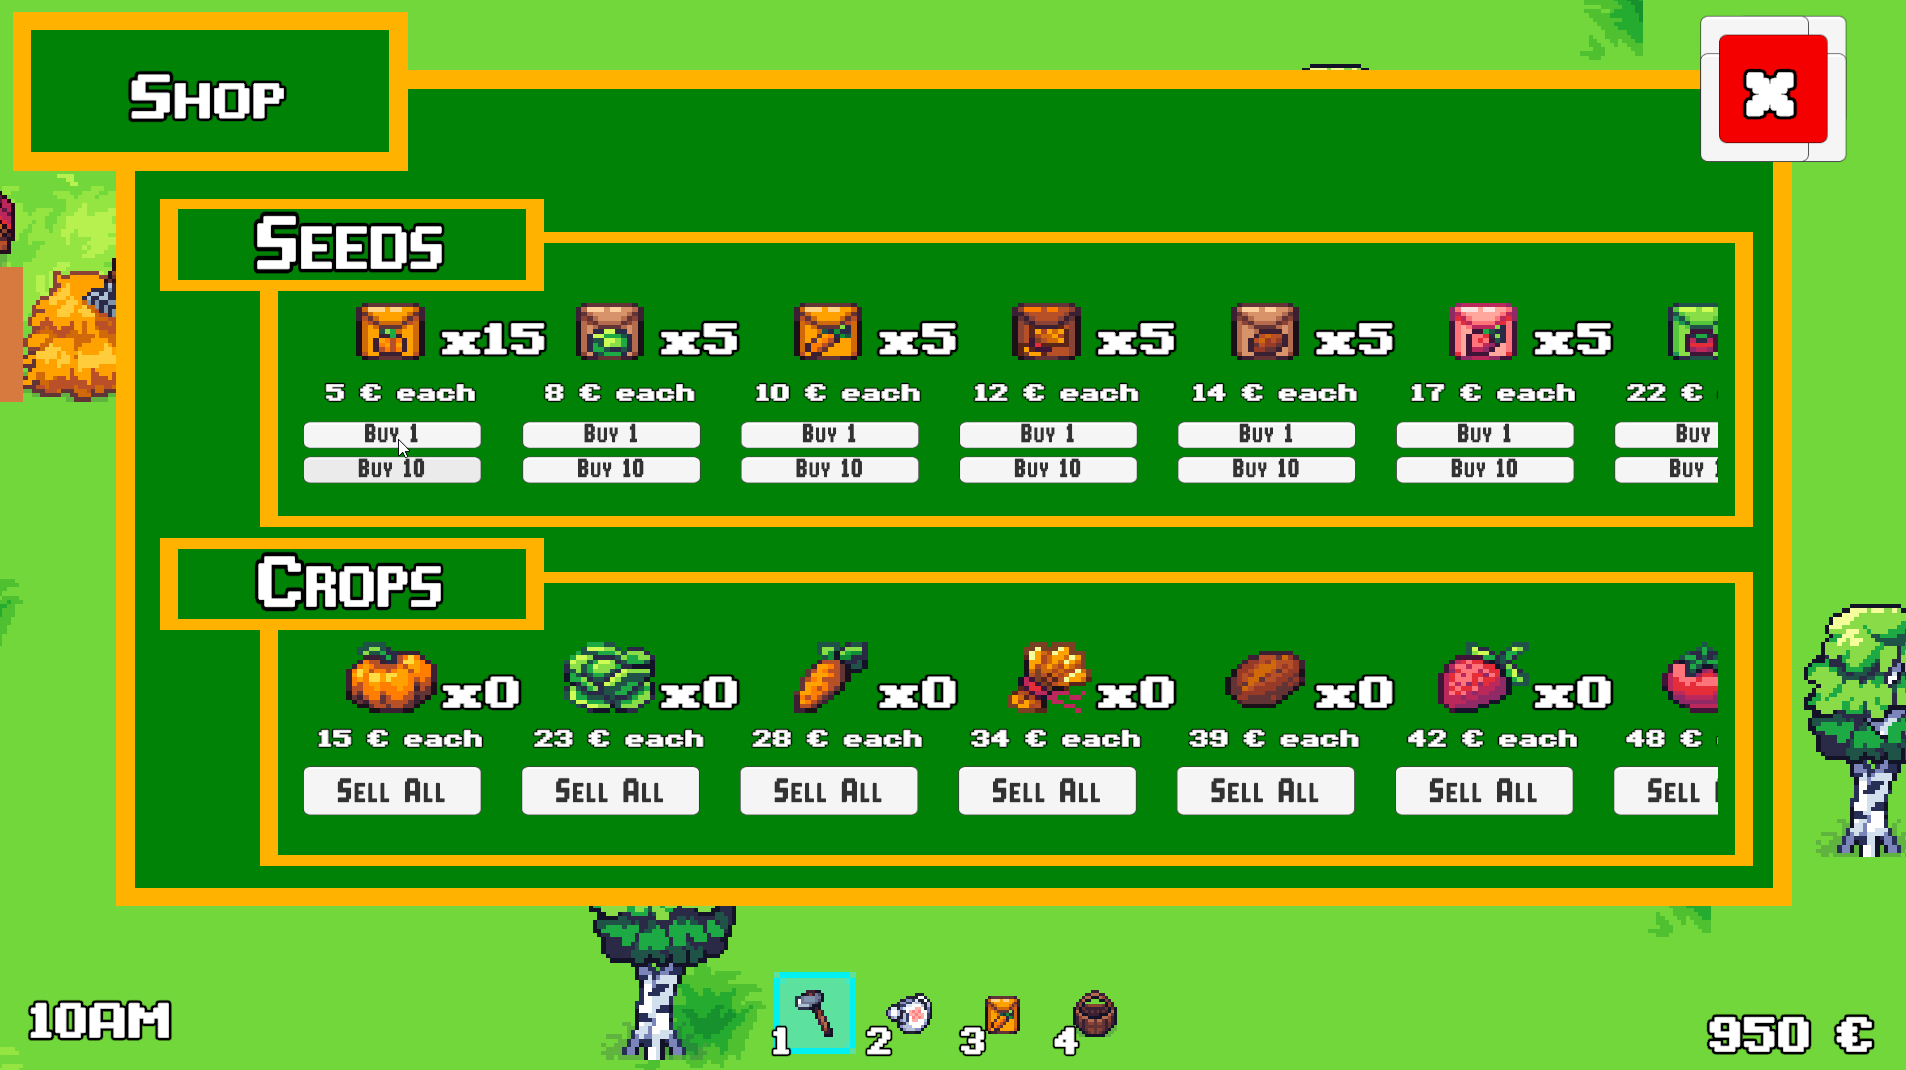 SHOP
SEEDS
x15 x5 x5 x5 x5 x5
5 € each 8 € each 10 € each 12 € each 14 € each 17 € each 22 €
BUY 1 BUY 1 BUY 1 BUY 1 BUY 1 BUY 1 BUY
BUY 10 BUY 10 BUY 10 BUY 10 BUY 10 BUY 10 BUY
CROPS
x0 x0 x0 x0 x0 x0
15 € each 23 € each 28 € each 34 € each 39 € each 42 € each 48 €
SELL ALL SELL ALL SELL ALL SELL ALL SELL ALL SELL ALL SELL
10AM
1 2 3 4
950 €